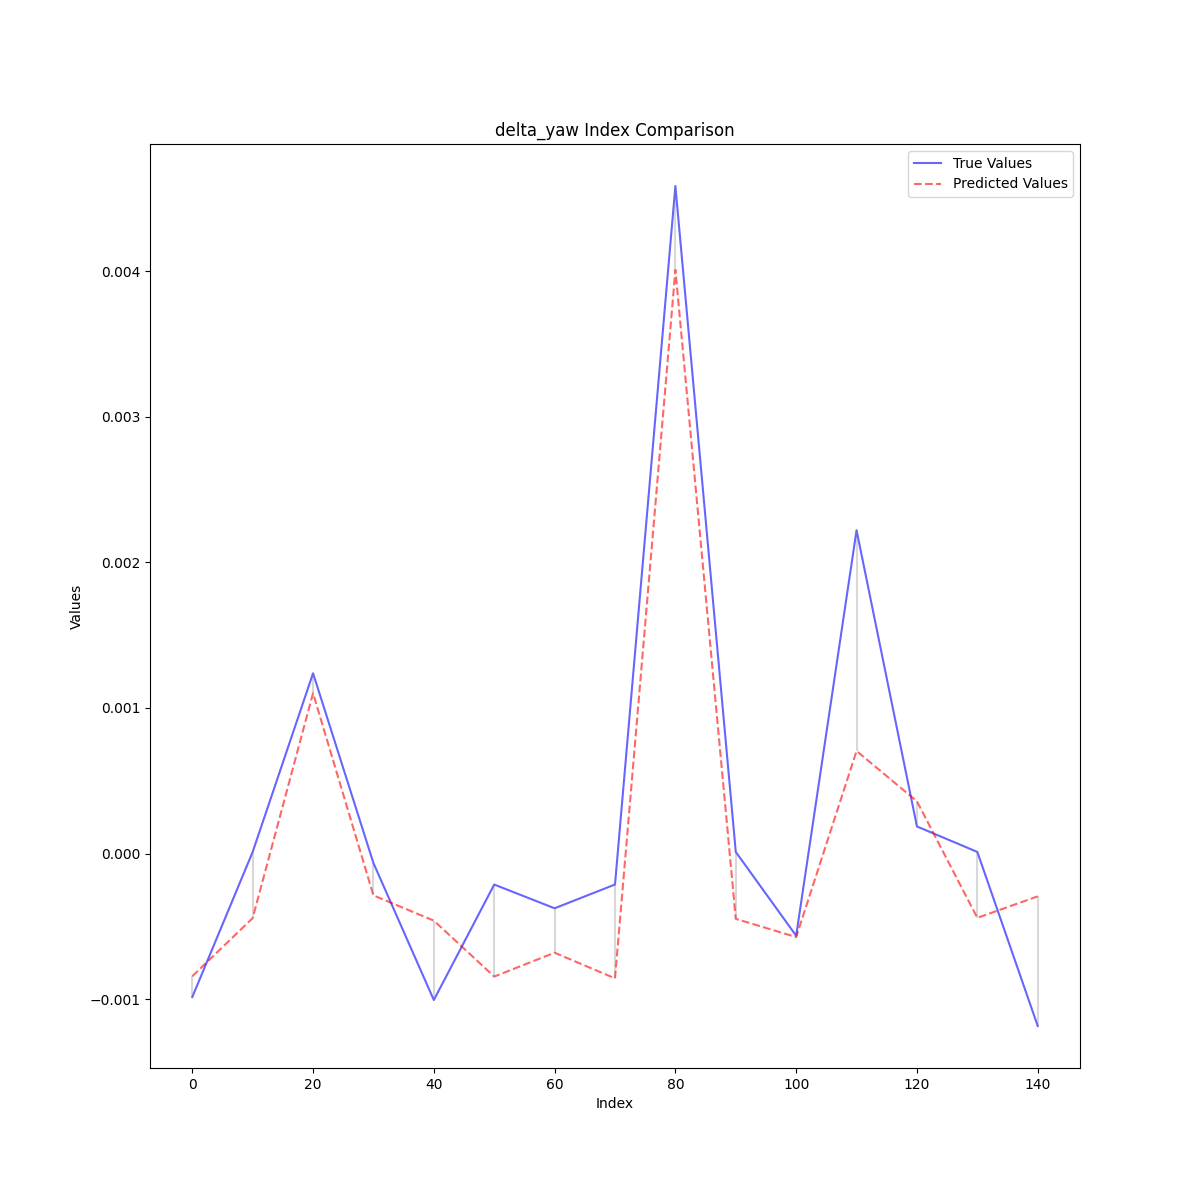 delta_yaw Index Comparison
True Values
Predicted Values
0.004
0.003
0.002
0.001
0.000
−0.001
Values
0 20 40 60 80 100 120 140
Index